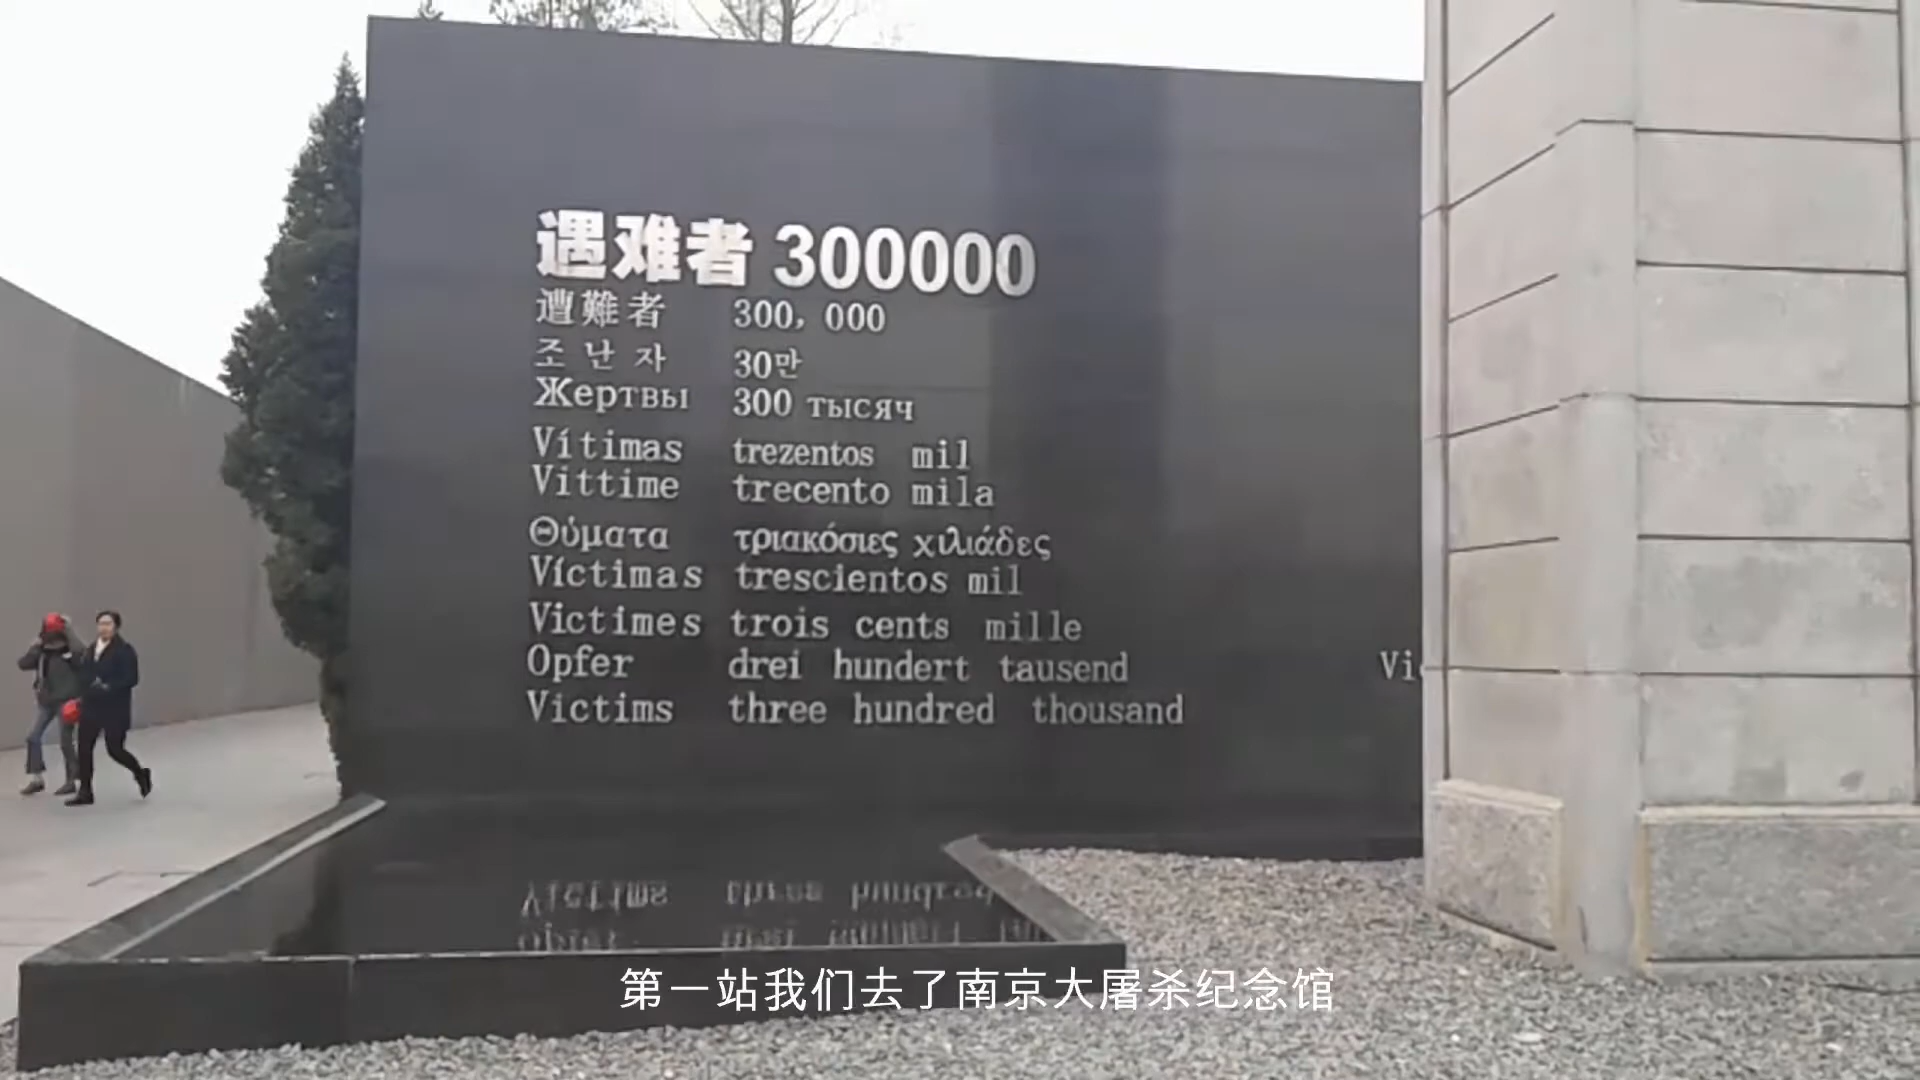 遇难者 300000
遭難者 300，000
조난자 30만
Жертвы 300 тысяч
Vítimas trezentos mil
Vittime trecento mila
Θύματα τριακόσιες χιλιάδες
Víctimas trescientos mil
Victimes trois cents mille
Opfer drei hundert tausend
Victims three hundred thousand
第一站我们去了南京大屠杀纪念馆